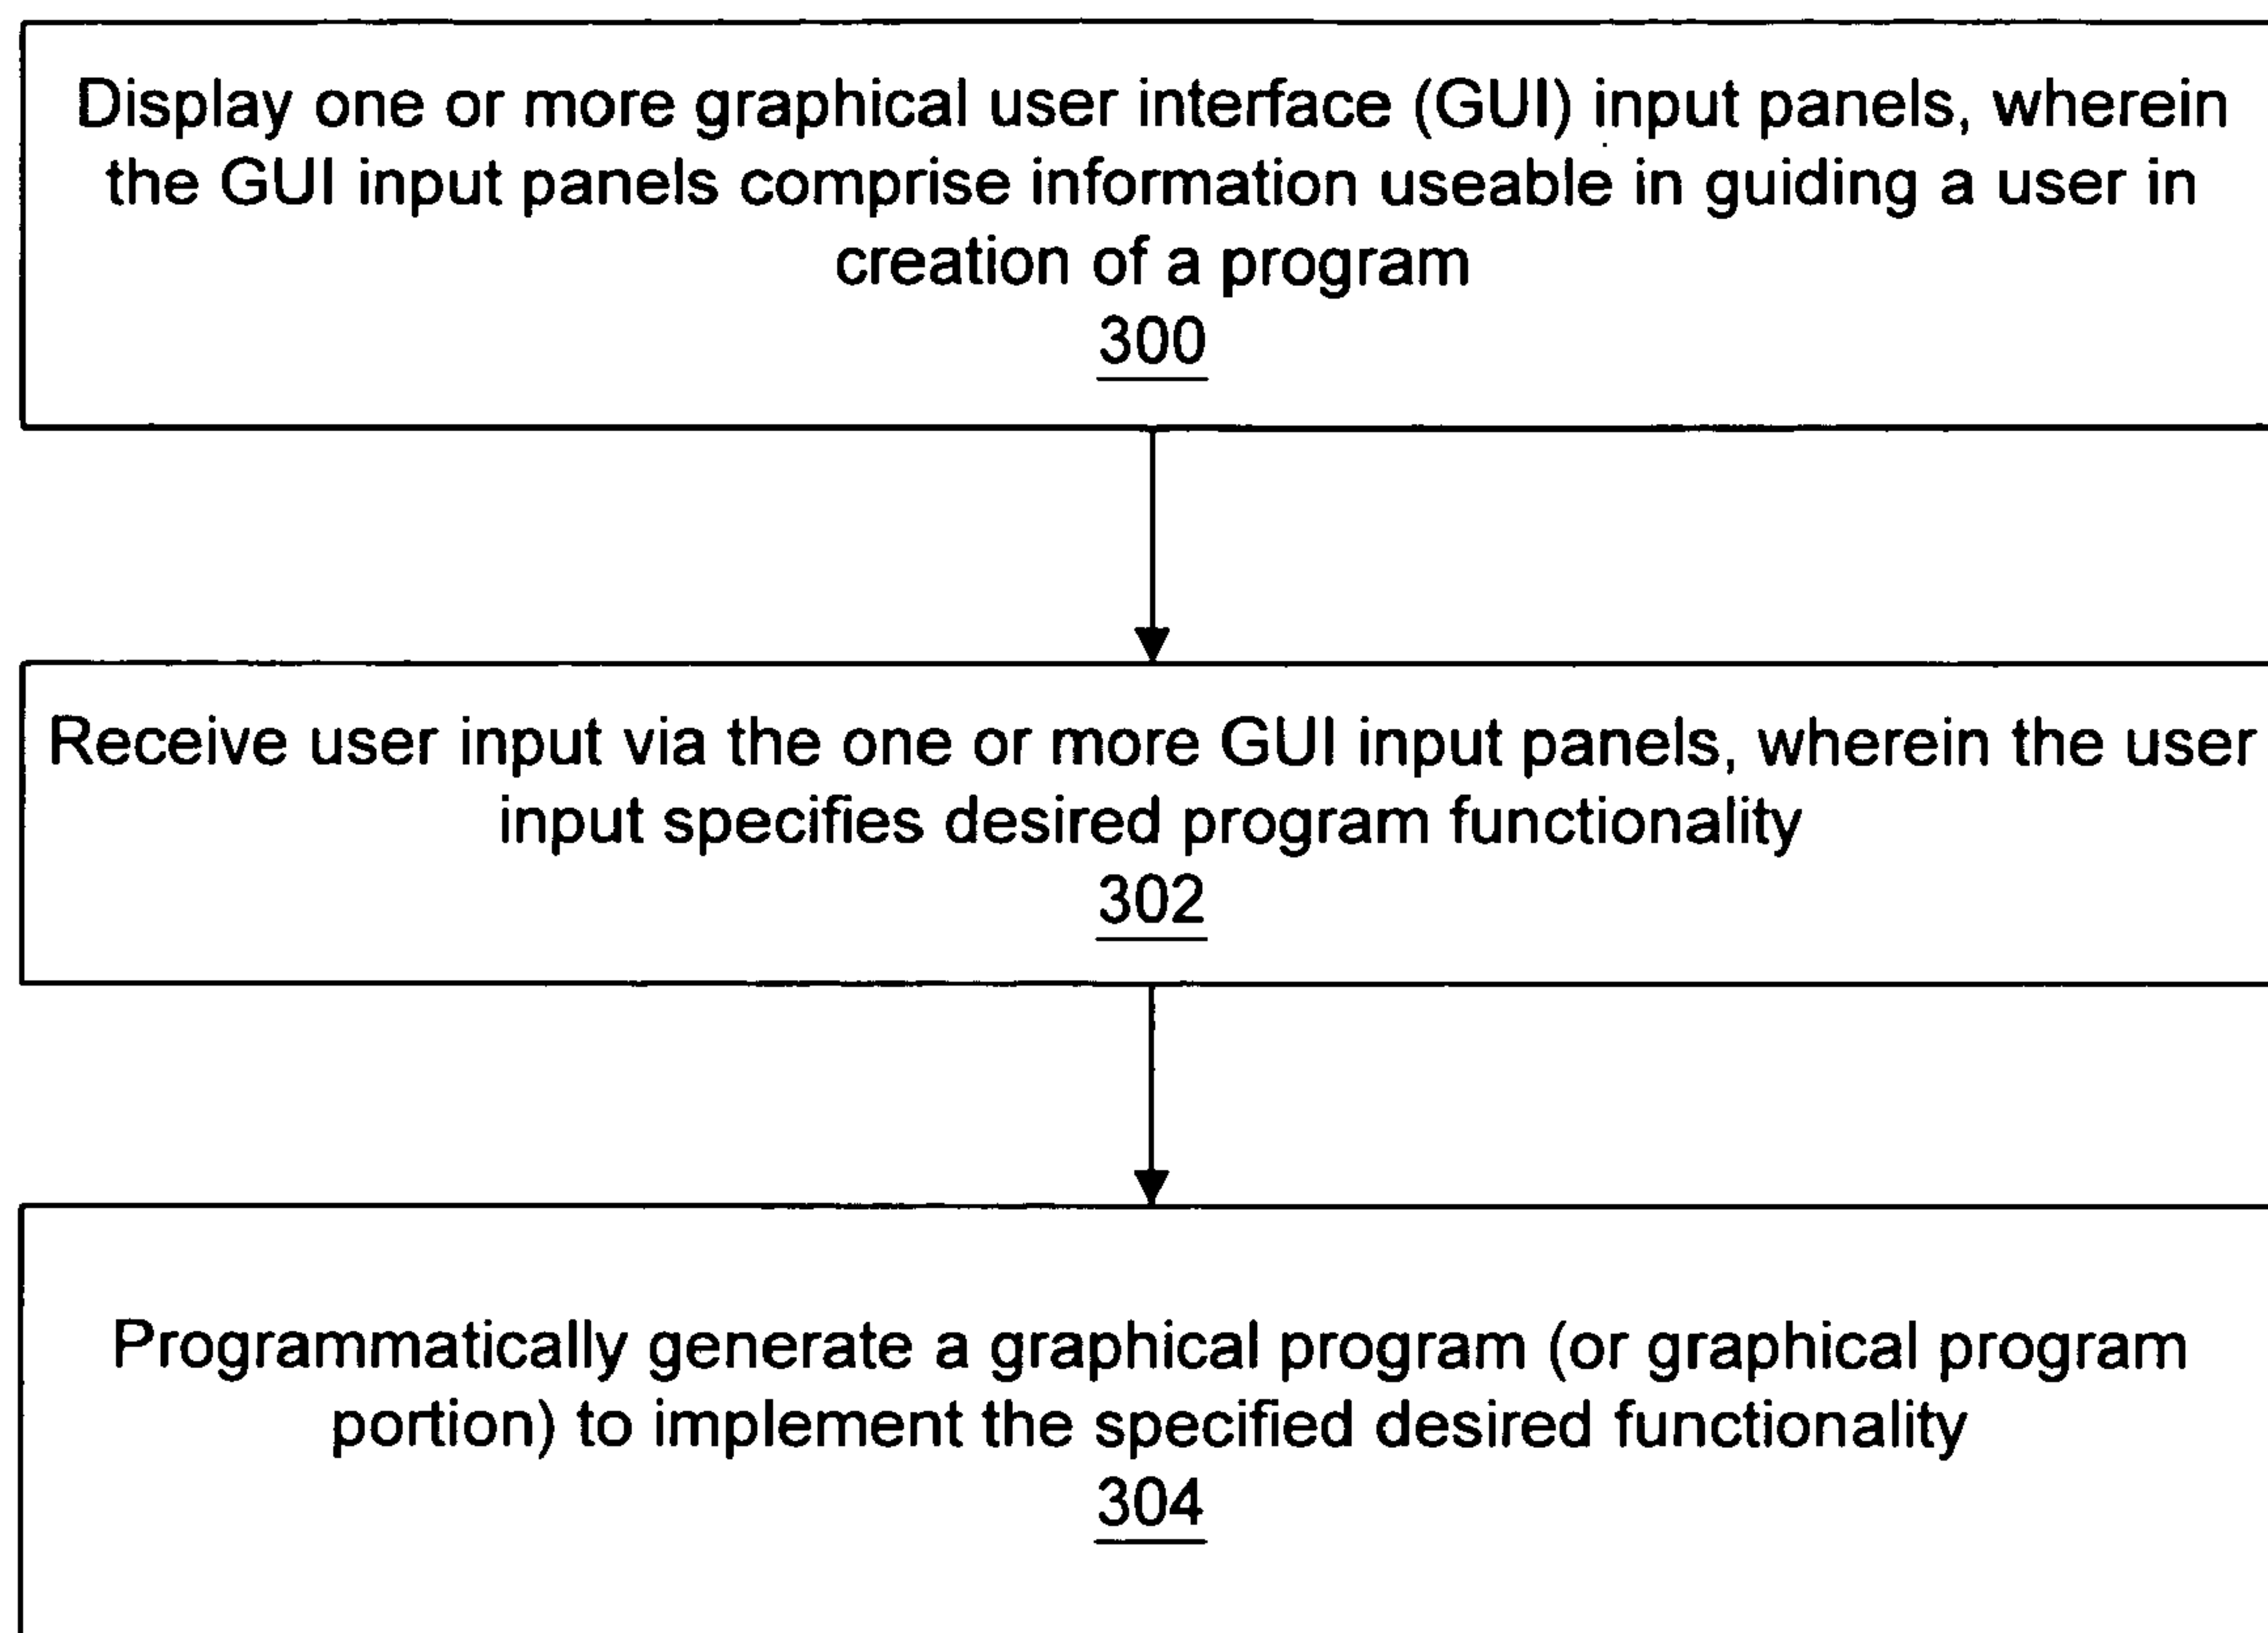 Display one or more graphical user interface (GUI) input panels, wherein
the GUI input panels comprise information useable in guiding a user in
creation of a program
300
Receive user input via the one or more GUI input panels, wherein the user
input specifies desired program functionality
302
Programmatically generate a graphical program (or graphical program
portion) to implement the specified desired functionality
304